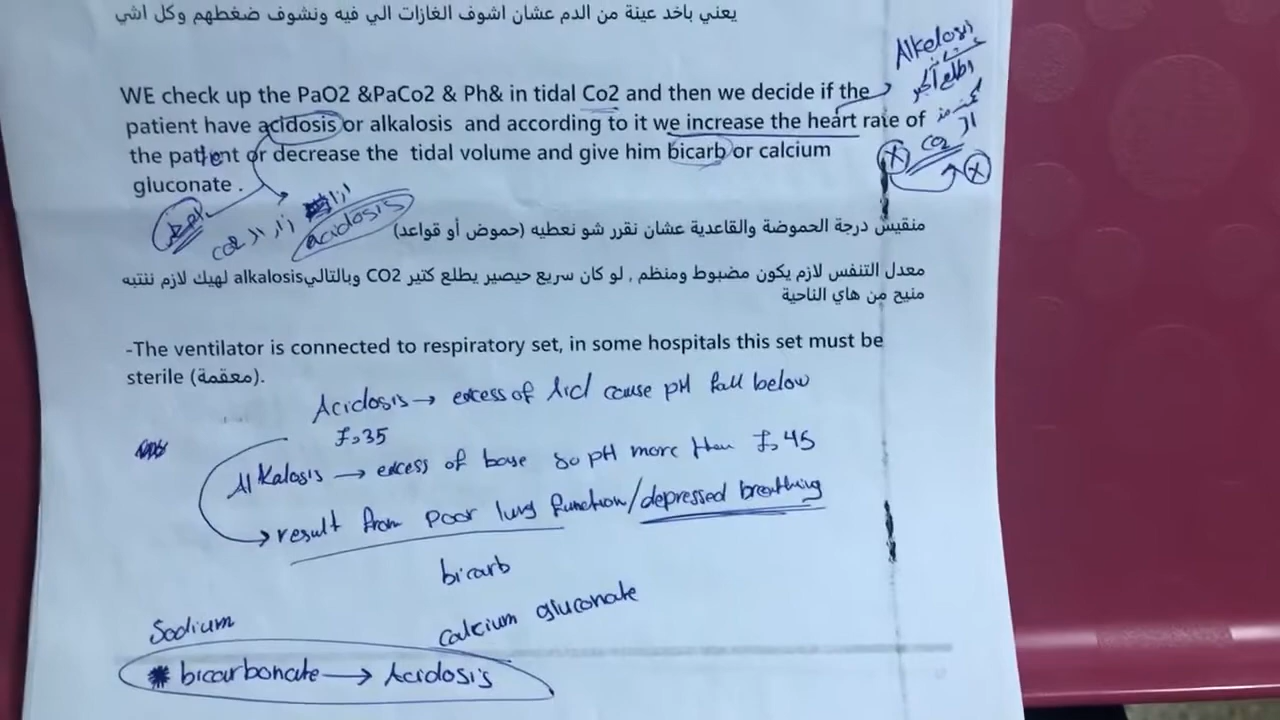 يعني باخد عينة من الدم عشان اشوف الغازات الي فيه ونشوف ضغطهم وكل اشي
Alkalosis
WE check up the PaO2 &PaCo2 & Ph& in tidal Co2 and then we decide if the
patient have acidosis or alkalosis and according to it we increase the heart rate of
the patient or decrease the tidal volume and give him bicarb or calcium
gluconate .
CO2
co2
acidosis
منقيس درجة الحموضة والقاعدية عشان نقرر شو نعطيه (حموض أو قواعد)
معدل التنفس لازم يكون مضبوط ومنظم , لو كان سريع حيصير يطلع كتير CO2 وبالتاليalkalosis لهيك لازم ننتبه
منيح من هاي الناحية
-The ventilator is connected to respiratory set, in some hospitals this set must be
sterile (معقمة).
Acidosis → excess of Acid cause pH fall below
7,35
Alkalosis → excess of base so pH more than 7,45
→ result from poor lung function/depressed breathing
bicarb
Sodium
calcium gluconate
bicarbonate → Acidosis